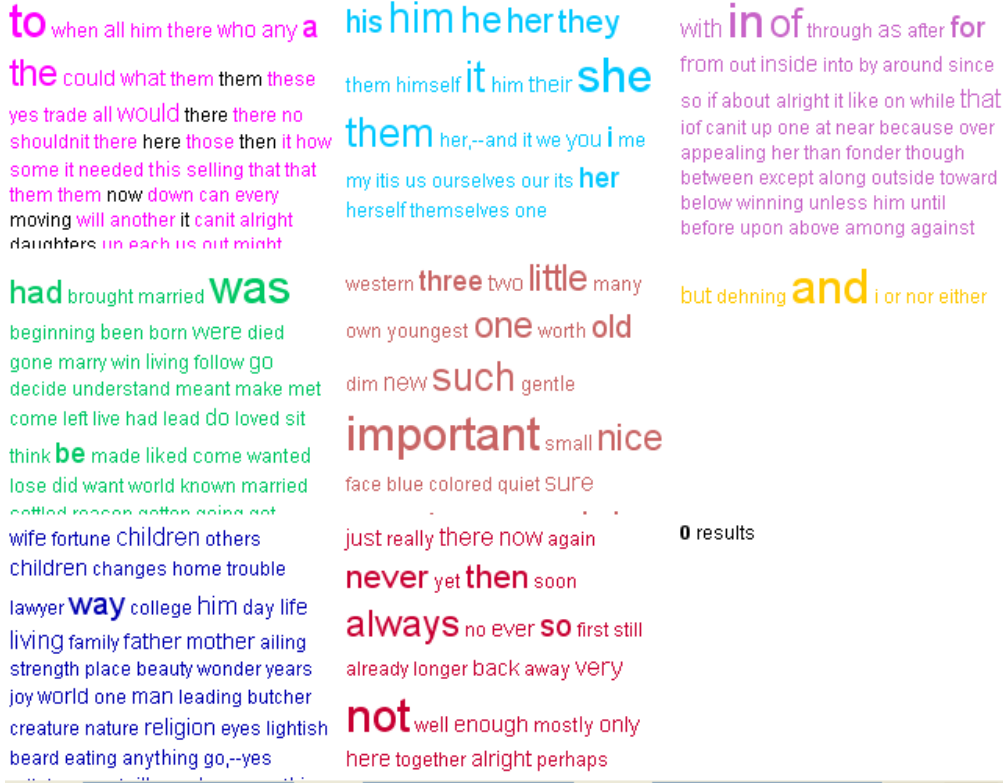 to when all him there who any a
the could what them them these
yes trade all would there there no
shouldnit there here those then it how
some it needed this selling that that
them them now down can every
moving will another it canit alright
daughters up each us out might
his him he her they
them himself it him their she
them her,--and it we you i me
my itis us ourselves our its her
herself themselves one
with in of through as after for
from out inside into by around since
so if about alright it like on while that
iof canit up one at near because over
appealing her than fonder though
between except along outside toward
below winning unless him until
before upon above among against
had brought married was
beginning been born were died
gone marry win living follow go
decide understand meant make met
come left live had lead do loved sit
think be made liked come wanted
lose did want world known married
settled reason gotten going got
western three two little many
own youngest one worth old
dim new such gentle
important small nice
face blue colored quiet sure
but dehning and i or nor either
wife fortune children others
children changes home trouble
lawyer way college him day life
living family father mother ailing
strength place beauty wonder years
joy world one man leading butcher
creature nature religion eyes lightish
beard eating anything go,--yes
just really there now again
never yet then soon
always no ever so first still
already longer back away very
not well enough mostly only
here together alright perhaps
0 results